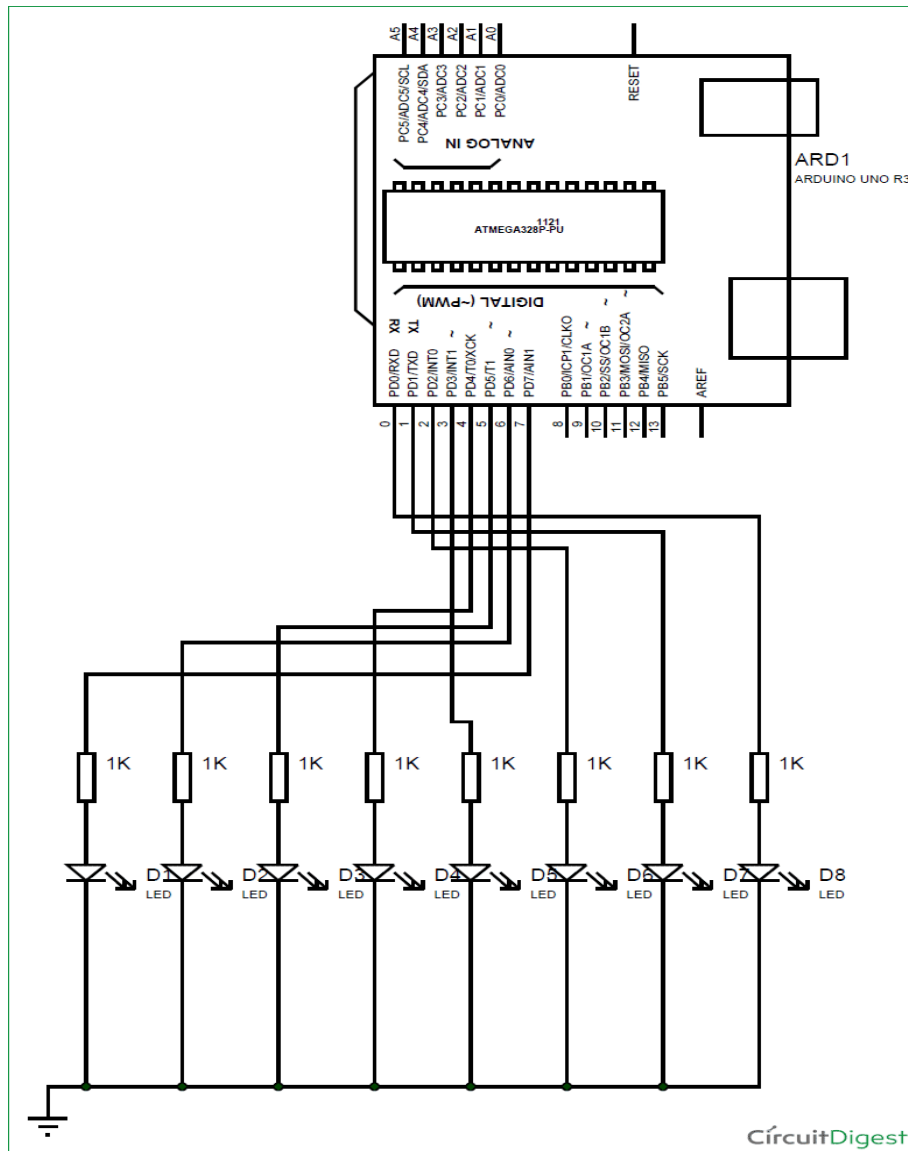 A5 A4 A3 A2 A1 A0
PC5/ADC5/SCL
PC4/ADC4/SDA
PC3/ADC3
PC2/ADC2
PC1/ADC1
PC0/ADC0
RESET
ANALOG IN
ARD1
ARDUINO UNO R3
1121
ATMEGA328P-PU
DIGITAL (~PWM)
RX TX ~ ~ ~ ~ ~ ~
PD0/RXD
PD1/TXD
PD2/INT0
PD3/INT1
PD4/T0/XCK
PD5/T1
PD6/AIN0
PD7/AIN1
PB0/ICP1/CLKO
PB1/OC1A
PB2/SS/OC1B
PB3/MOSI/OC2A
PB4/MISO
PB5/SCK
AREF
0 1 2 3 4 5 6 7 8 9 10 11 12 13
1K 1K 1K 1K 1K 1K 1K 1K
D1 D2 D3 D4 D5 D6 D7 D8
LED LED LED LED LED LED LED LED
CircuitDigest